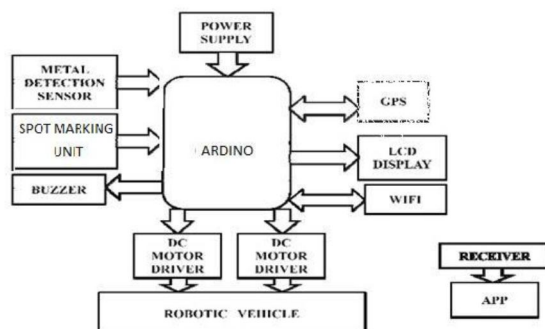 POWER
SUPPLY
METAL
DETECTION
SENSOR
SPOT MARKING
UNIT
BUZZER
ARDINO
GPS
LCD
DISPLAY
WIFI
DC
MOTOR
DRIVER
DC
MOTOR
DRIVER
ROBOTIC VEHICLE
RECEIVER
APP